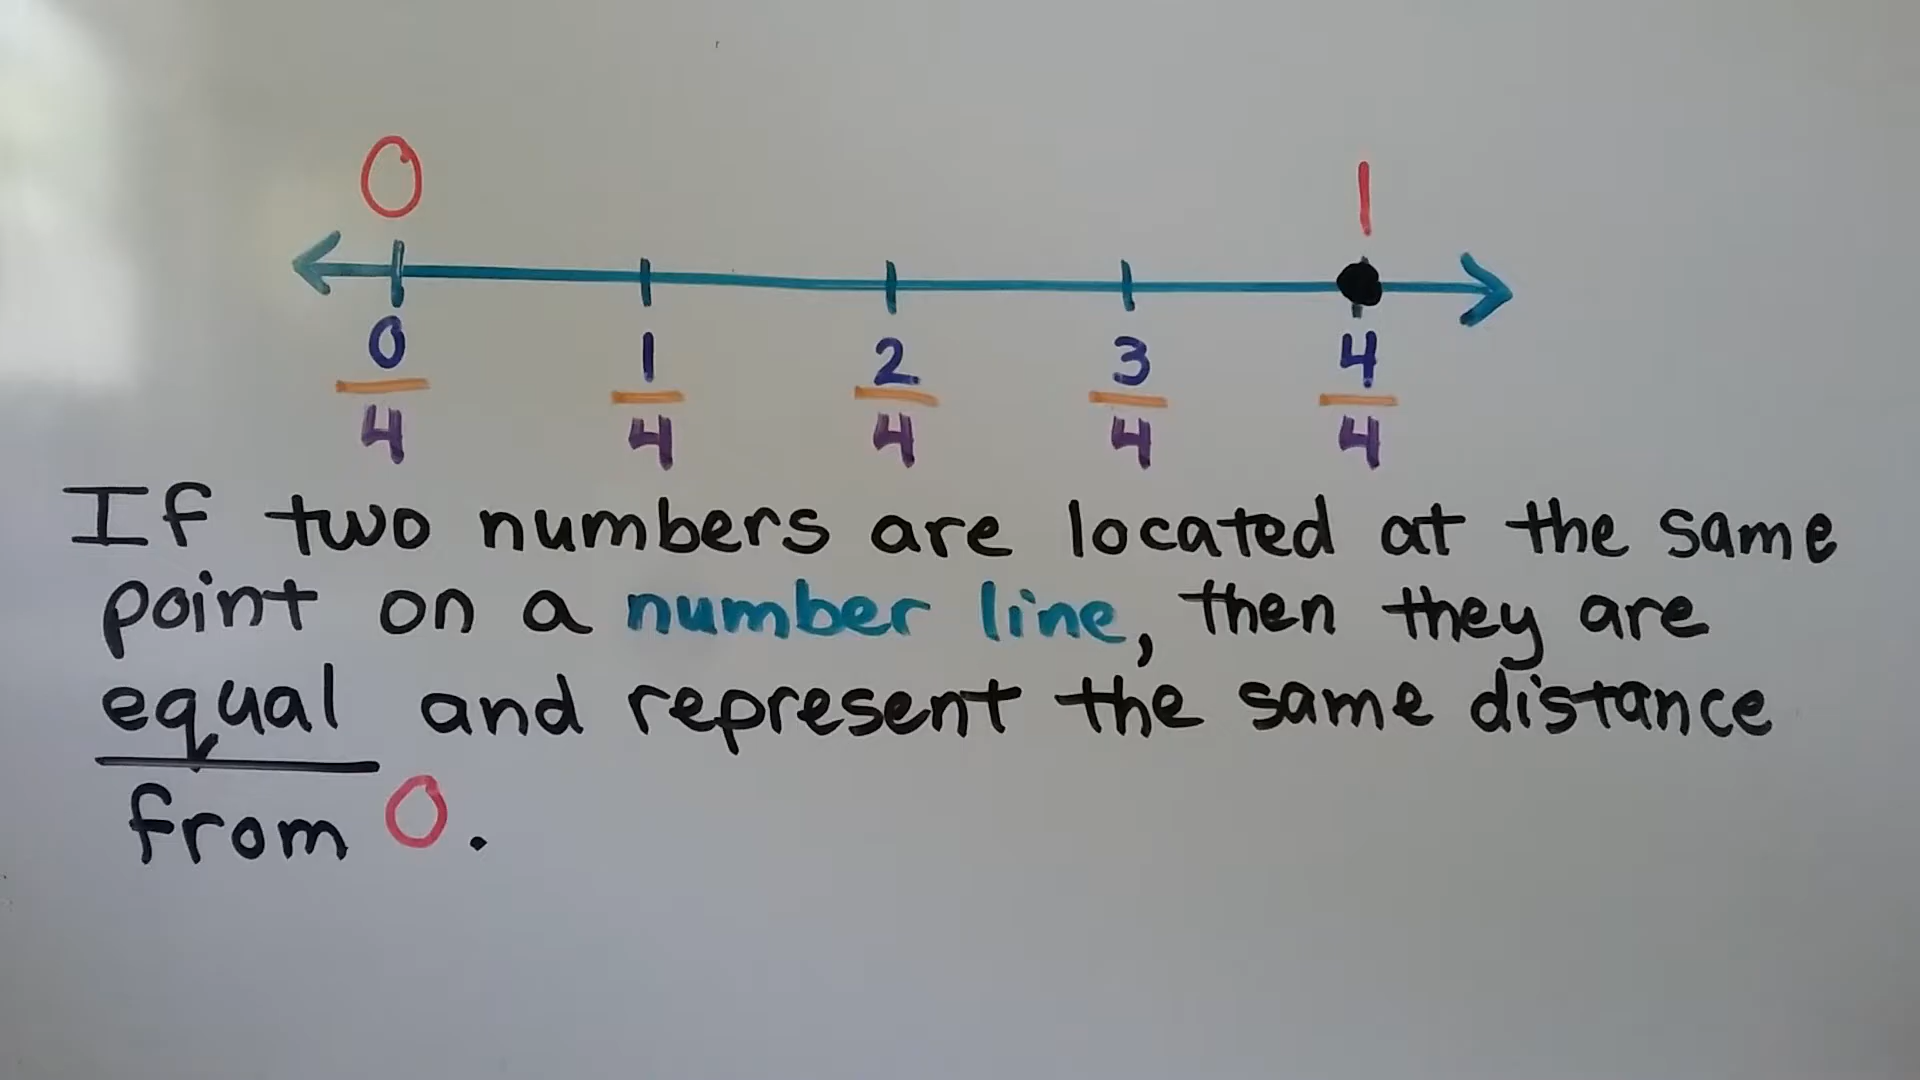 0 1
0/4 1/4 2/4 3/4 4/4
If two numbers are located at the same
point on a number line, then they are
equal and represent the same distance
from 0.